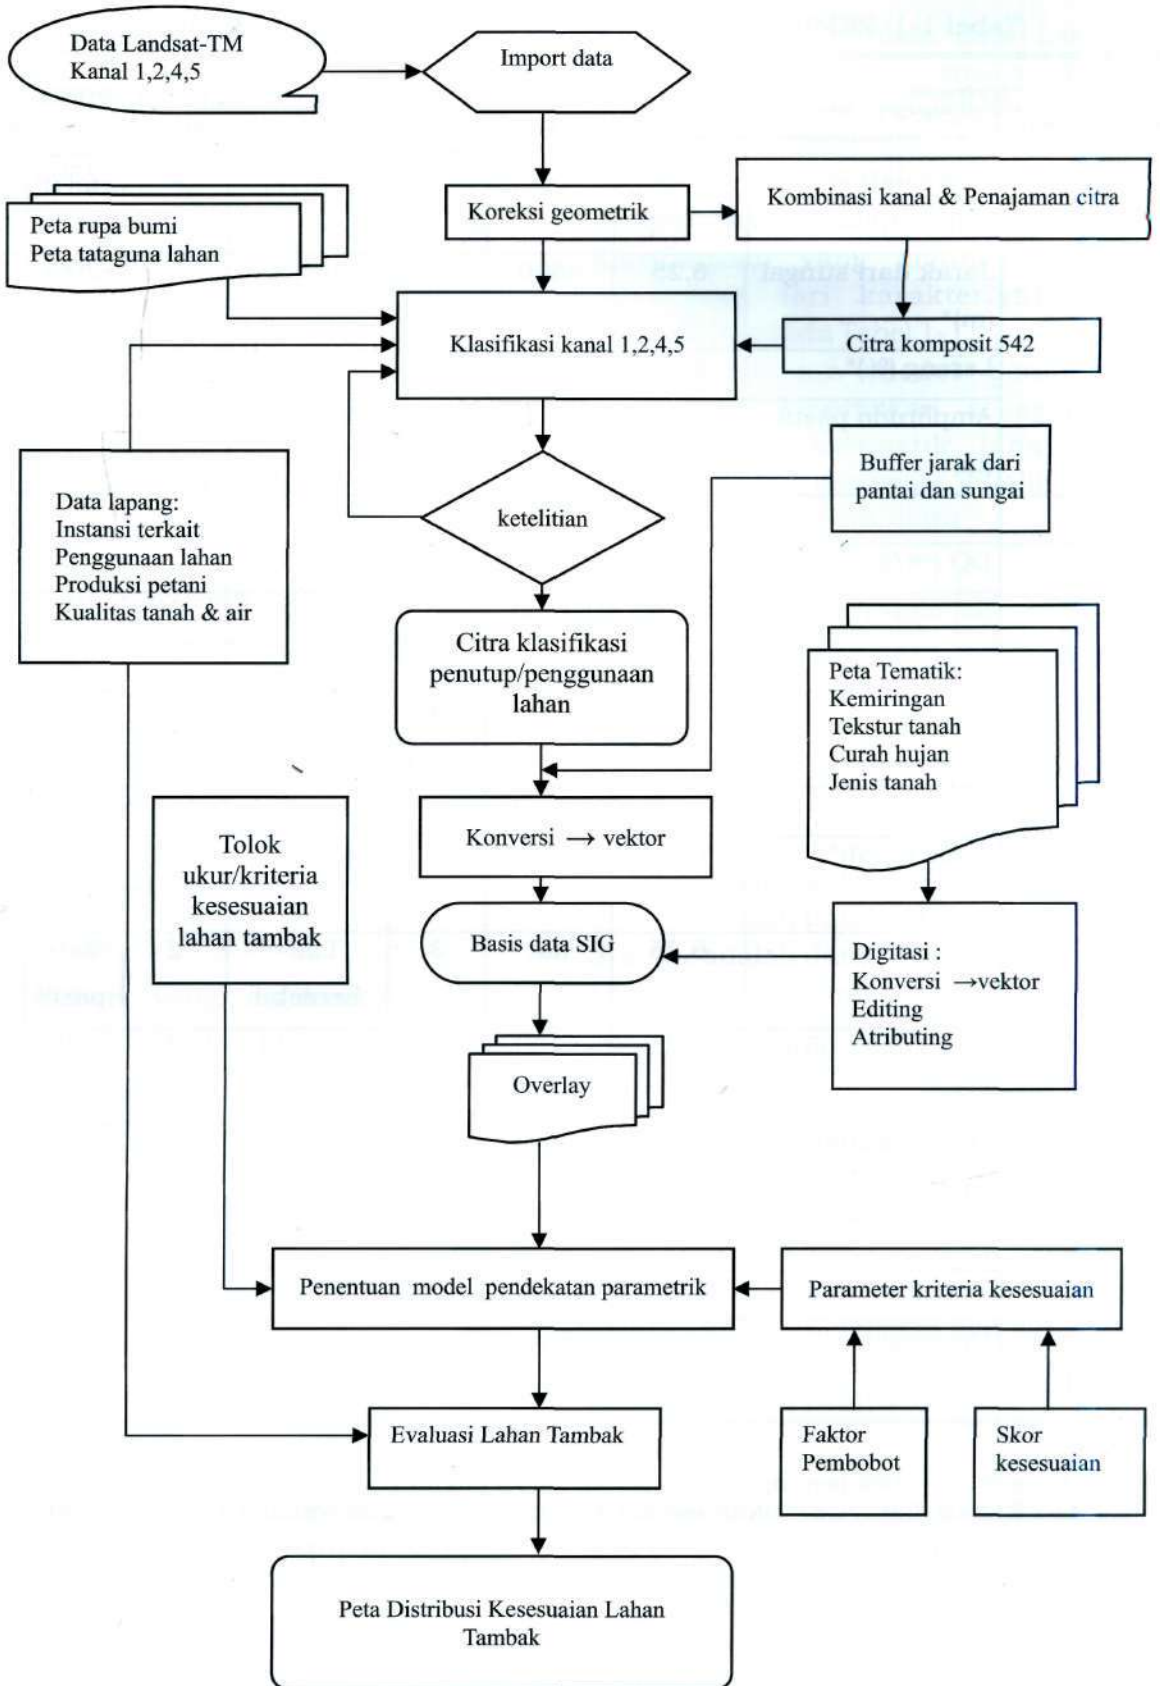 Data Landsat-TM
Kanal 1,2,4,5
Import data
Koreksi geometrik
Kombinasi kanal & Penajaman citra
Peta rupa bumi
Peta tataguna lahan
Klasifikasi kanal 1,2,4,5
Citra komposit 542
Buffer jarak dari
pantai dan sungai
Data lapang:
Instansi terkait
Penggunaan lahan
Produksi petani
Kualitas tanah & air
ketelitian
Citra klasifikasi
penutup/penggunaan
lahan
Peta Tematik:
Kemiringan
Tekstur tanah
Curah hujan
Jenis tanah
Tolok
ukur/kriteria
kesesuaian
lahan tambak
Konversi → vektor
Basis data SIG
Digitasi :
Konversi →vektor
Editing
Atributing
Overlay
Penentuan model pendekatan parametrik
Parameter kriteria kesesuaian
Evaluasi Lahan Tambak
Faktor
Pembobot
Skor
kesesuaian
Peta Distribusi Kesesuaian Lahan
Tambak